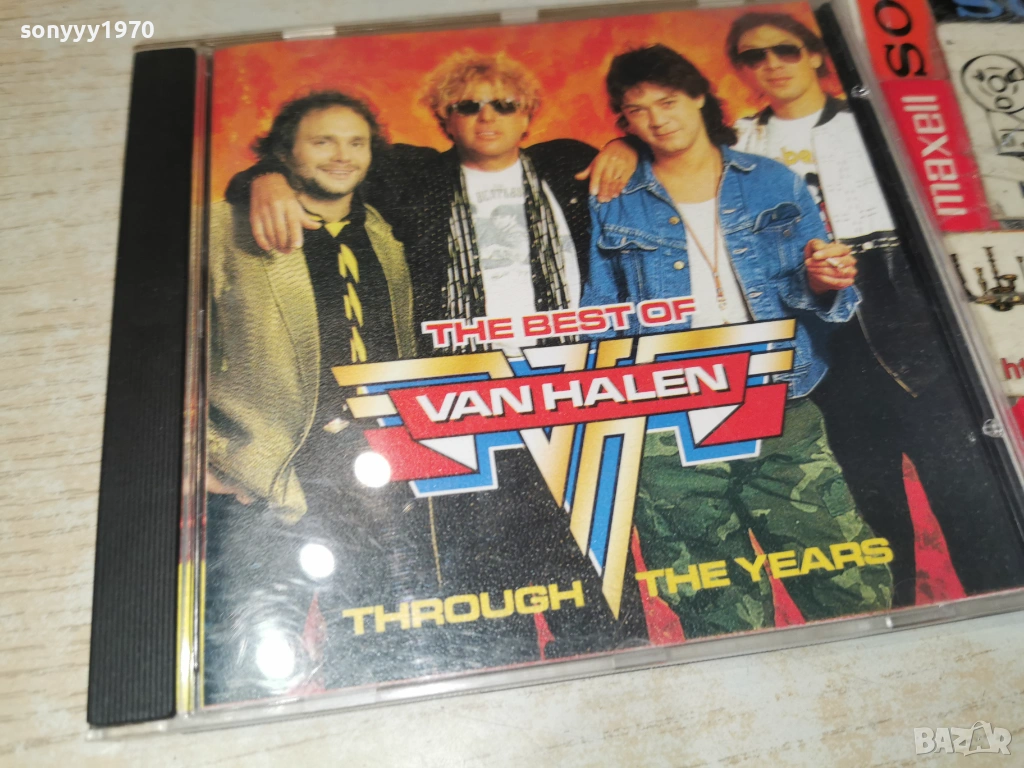 sonyyy1970
THE BEST OF
VAN HALEN
THROUGH THE YEARS
maxell
SO
BAZAR